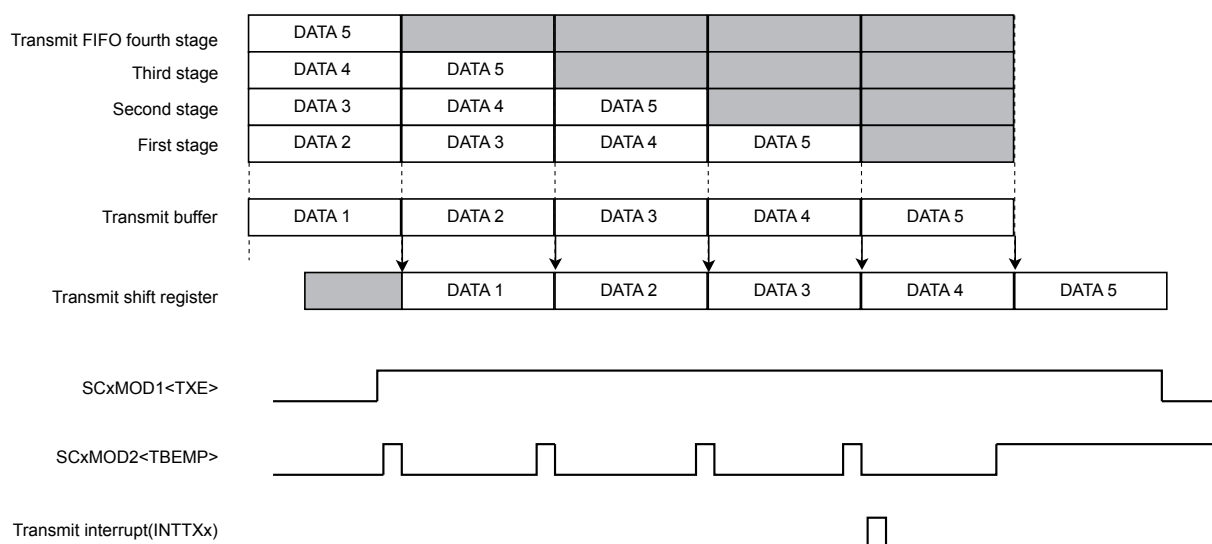 Transmit FIFO fourth stage DATA 5
Third stage DATA 4 DATA 5
Second stage DATA 3 DATA 4 DATA 5
First stage DATA 2 DATA 3 DATA 4 DATA 5
Transmit buffer DATA 1 DATA 2 DATA 3 DATA 4 DATA 5
Transmit shift register DATA 1 DATA 2 DATA 3 DATA 4 DATA 5
SCxMOD1<TXE>
SCxMOD2<TBEMP>
Transmit interrupt(INTTXx)